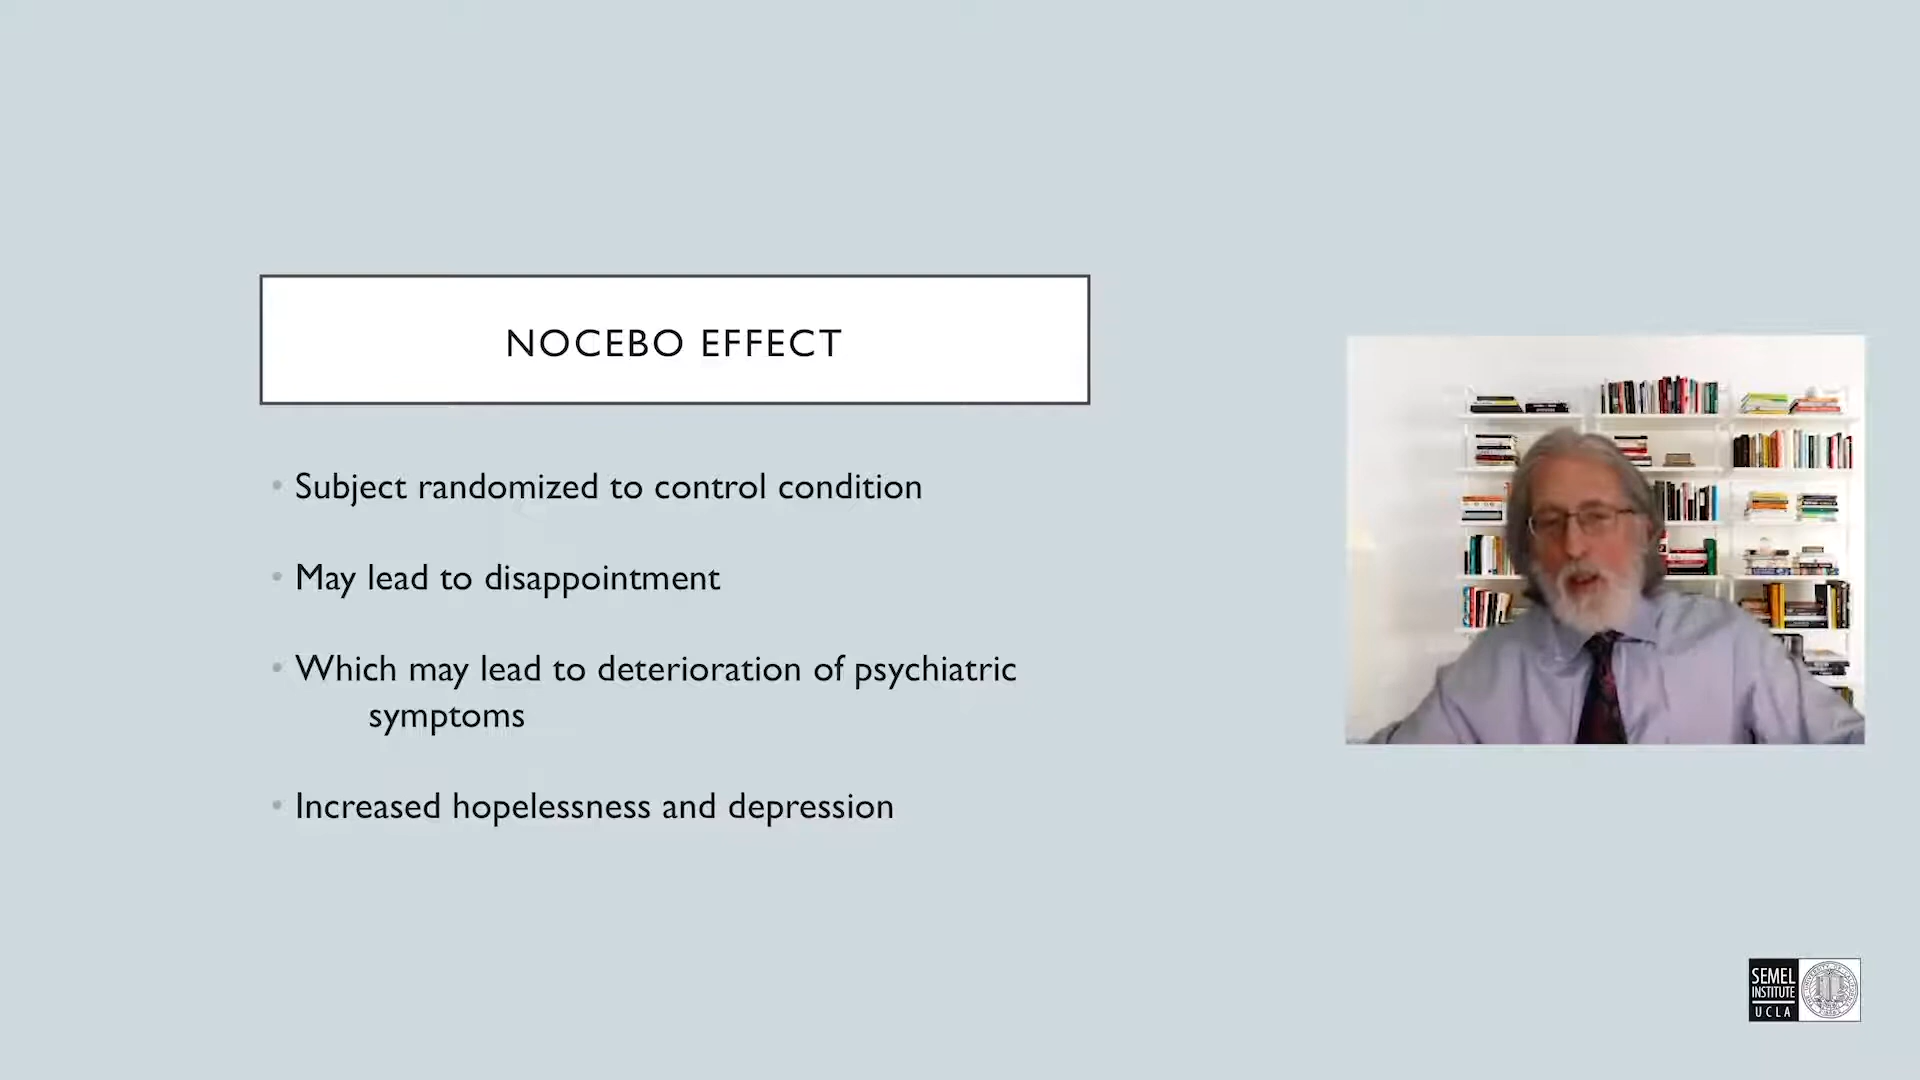 NOCEBO EFFECT
• Subject randomized to control condition
• May lead to disappointment
• Which may lead to deterioration of psychiatric
symptoms
• Increased hopelessness and depression
SEMEL
INSTITUTE
UCLA